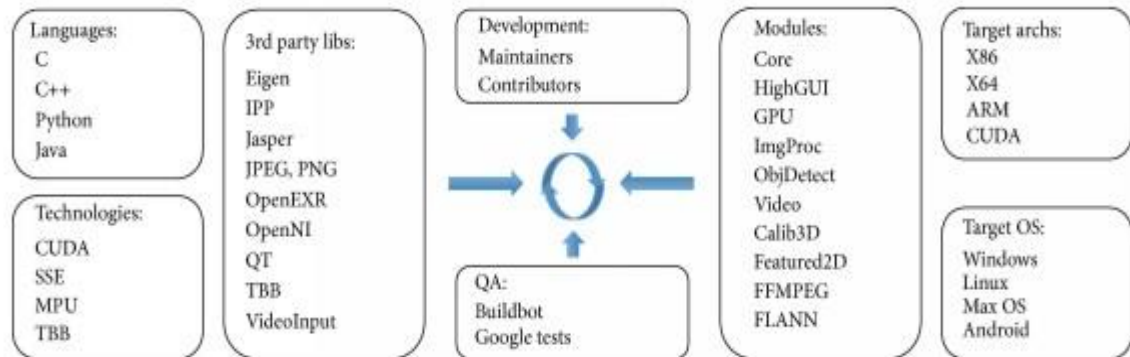 Languages:
C
C++
Python
Java
Technologies:
CUDA
SSE
MPU
TBB
3rd party libs:
Eigen
IPP
Jasper
JPEG, PNG
OpenEXR
OpenNI
QT
TBB
VideoInput
Development:
Maintainers
Contributors
QA:
Buildbot
Google tests
Modules:
Core
HighGUI
GPU
ImgProc
ObjDetect
Video
Calib3D
Featured2D
FFMPEG
FLANN
Target archs:
X86
X64
ARM
CUDA
Target OS:
Windows
Linux
Max OS
Android